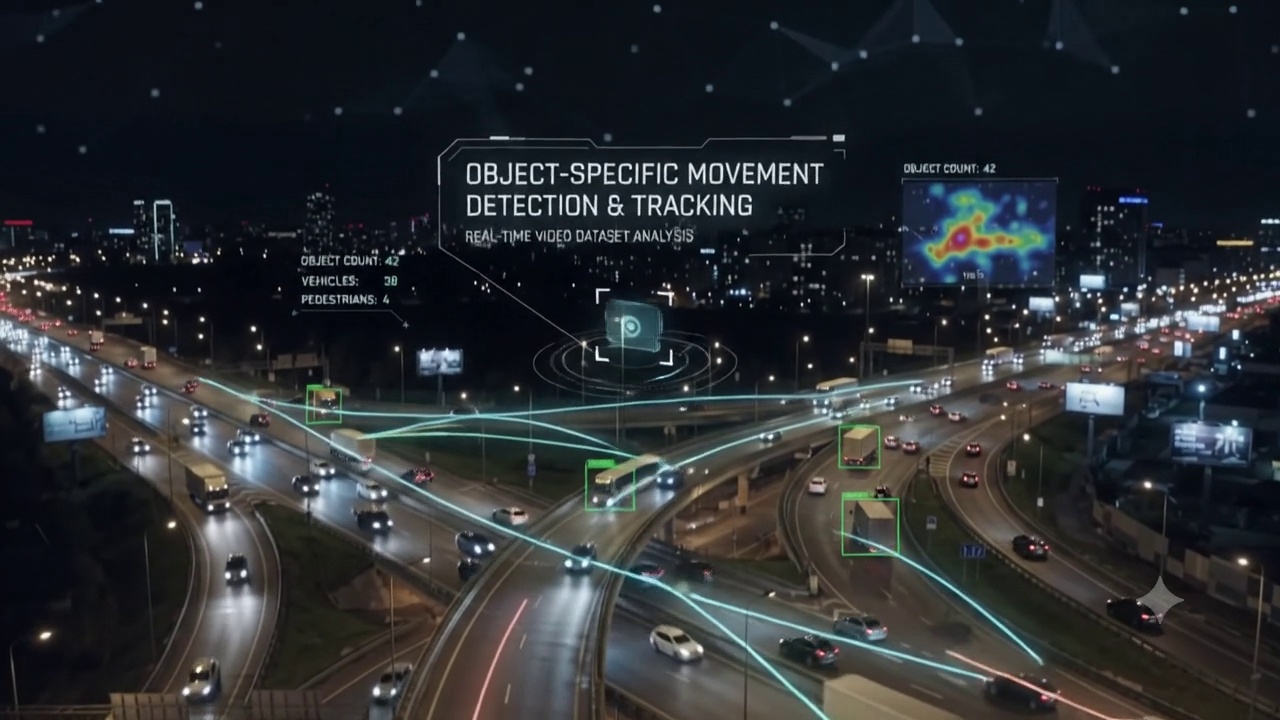 OBJECT-SPECIFIC MOVEMENT
DETECTION & TRACKING
REAL-TIME VIDEO DATASET ANALYSIS
OBJECT COUNT: 42
OBJECT COUNT: 42
VEHICLES: 38
PEDESTRIANS: 4